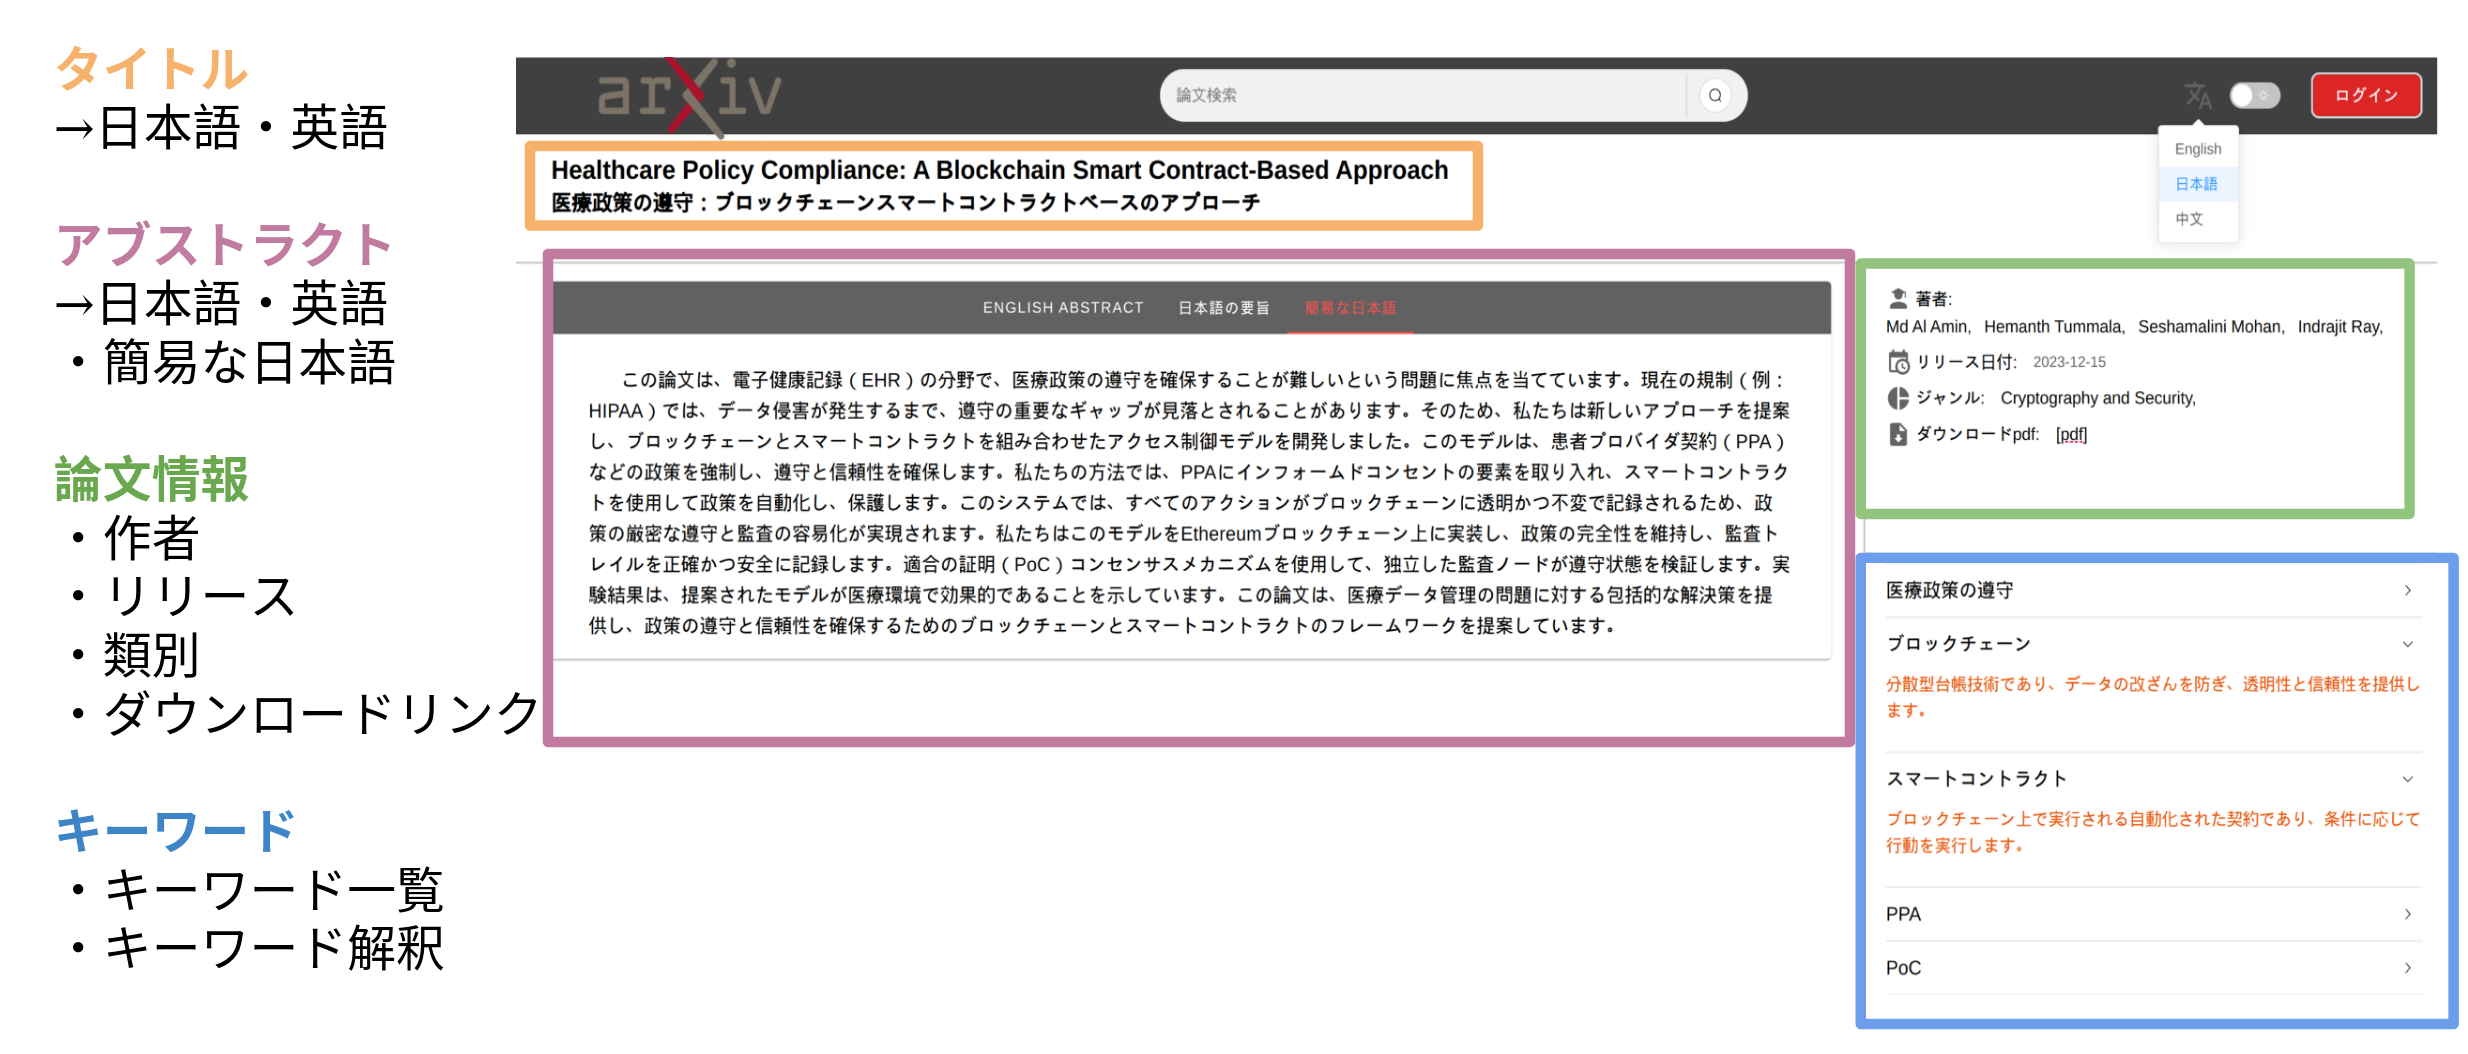 タイトル
→日本語・英語
アブストラクト
→日本語・英語
・簡易な日本語
論文情報
・作者
・リリース
・類別
・ダウンロードリンク
キーワード
・キーワード一覧
・キーワード解釈
arXiv
論文検索
ログイン
English
日本語
中文
Healthcare Policy Compliance: A Blockchain Smart Contract-Based Approach
医療政策の遵守：ブロックチェーンスマートコントラクトベースのアプローチ
ENGLISH ABSTRACT 日本語の要旨 簡易な日本語
この論文は、電子健康記録（EHR）の分野で、医療政策の遵守を確保することが難しいという問題に焦点を当てています。現在の規制（例：
HIPAA）では、データ侵害が発生するまで、遵守の重要なギャップが見落とされることがあります。そのため、私たちは新しいアプローチを提案
し、ブロックチェーンとスマートコントラクトを組み合わせたアクセス制御モデルを開発しました。このモデルは、患者プロバイダ契約（PPA）
などの政策を強制し、遵守と信頼性を確保します。私たちの方法では、PPAにインフォームドコンセントの要素を取り入れ、スマートコントラク
トを使用して政策を自動化し、保護します。このシステムでは、すべてのアクションがブロックチェーンに透明かつ不変で記録されるため、政
策の厳密な遵守と監査の容易化が実現されます。私たちはこのモデルをEthereumブロックチェーン上に実装し、政策の完全性を維持し、監査ト
レイルを正確かつ安全に記録します。適合の証明（PoC）コンセンサスメカニズムを使用して、独立した監査ノードが遵守状態を検証します。実
験結果は、提案されたモデルが医療環境で効果的であることを示しています。この論文は、医療データ管理の問題に対する包括的な解決策を提
供し、政策の遵守と信頼性を確保するためのブロックチェーンとスマートコントラクトのフレームワークを提案しています。
著者:
Md Al Amin, Hemanth Tummala, Seshamalini Mohan, Indrajit Ray,
リリース日付: 2023-12-15
ジャンル: Cryptography and Security,
ダウンロードpdf: [pdf]
医療政策の遵守
ブロックチェーン
分散型台帳技術であり、データの改ざんを防ぎ、透明性と信頼性を提供し
ます。
スマートコントラクト
ブロックチェーン上で実行される自動化された契約であり、条件に応じて
行動を実行します。
PPA
PoC